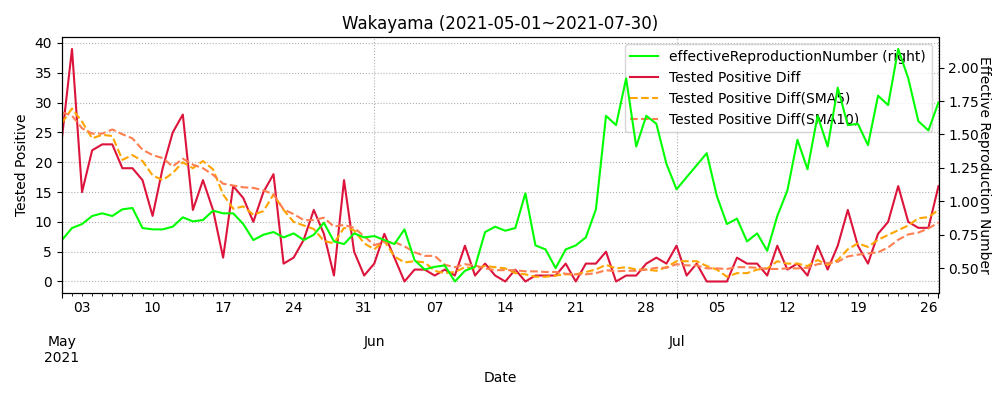 Wakayama (2021-05-01~2021-07-30)
effectiveReproductionNumber (right)
Tested Positive Diff
Tested Positive Diff(SMA5)
Tested Positive Diff(SMA10)
Tested Positive
40
35
30
25
20
15
10
5
0
Effective Reproduction Number
2.00
1.75
1.50
1.25
1.00
0.75
0.50
03 10 17 24 31 07 14 21 28 05 12 19 26
May Jun Jul
2021
Date